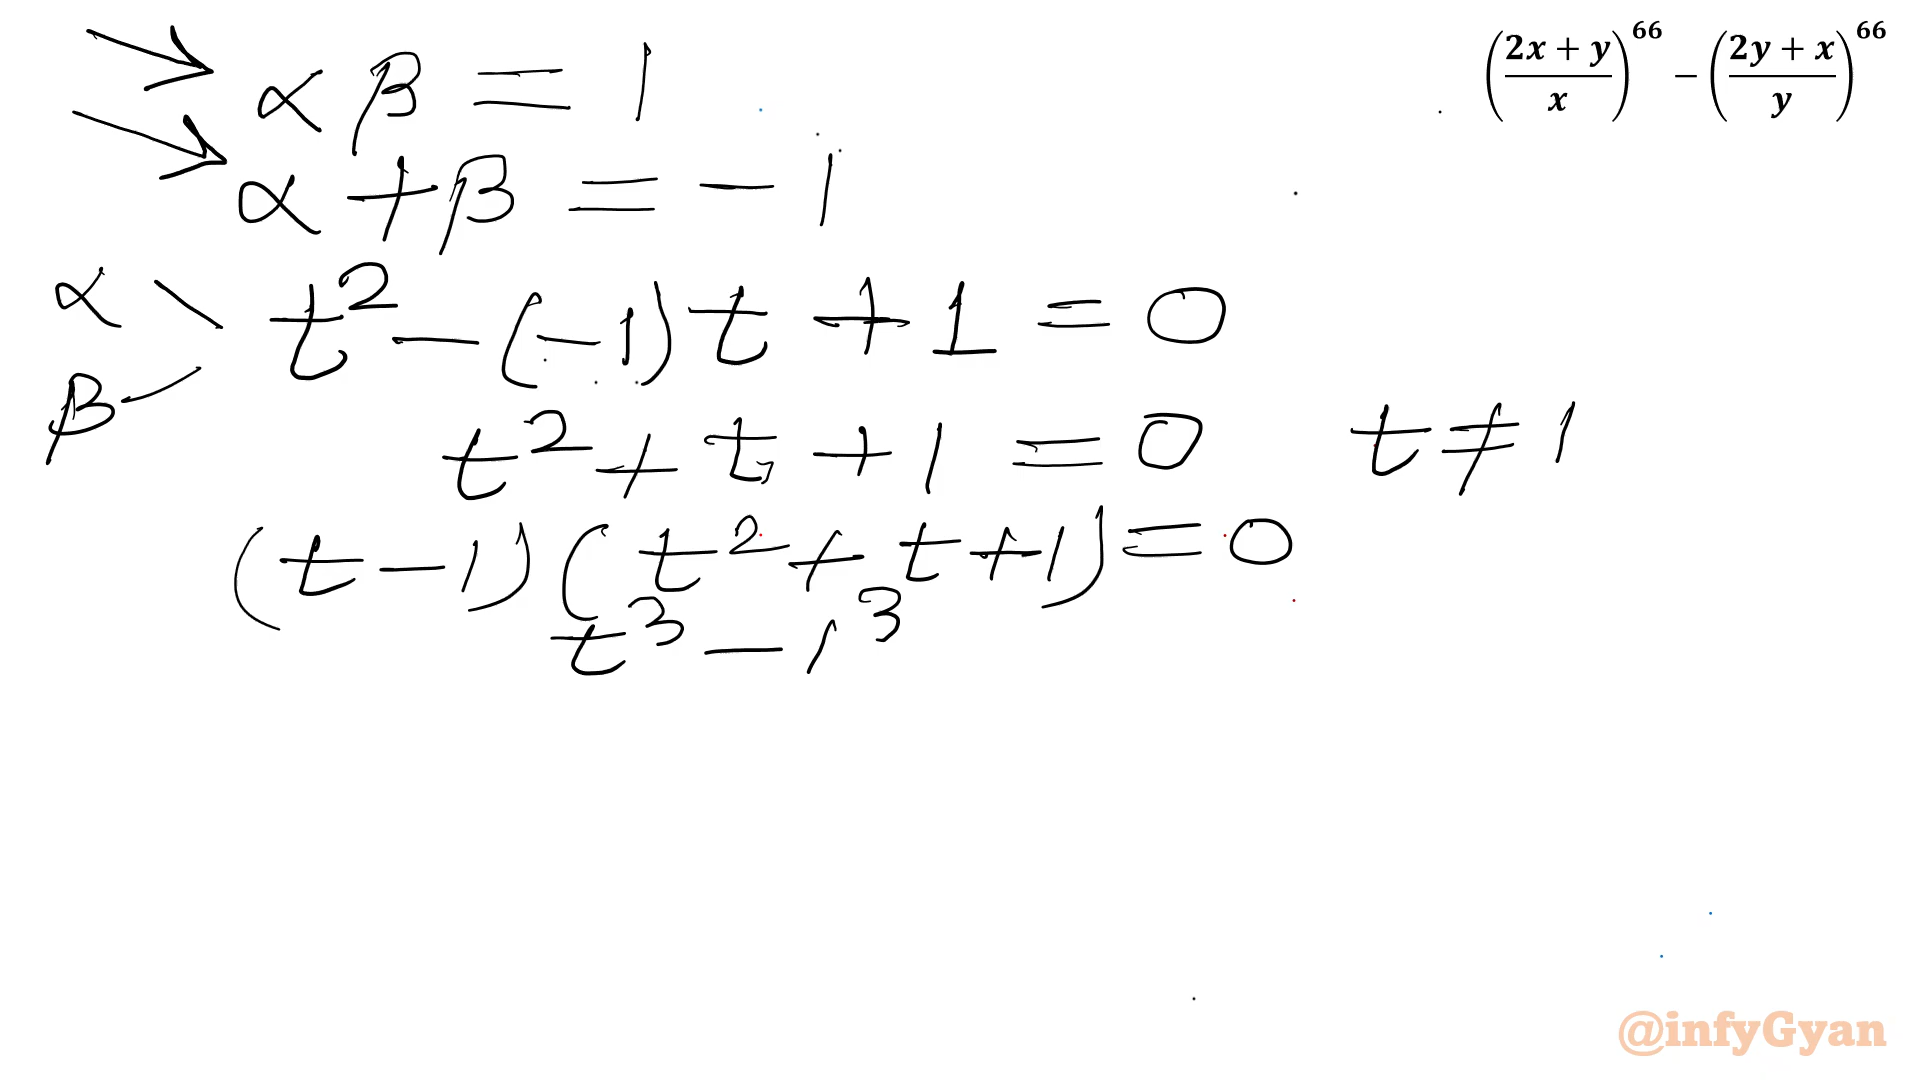 αβ = 1
((2x + y)/x)^66 − ((2y + x)/y)^66
α + β = − 1
α
t² − (−1)t + 1 = 0
β
t² + t + 1 = 0 t ≠ 1
(t − 1)(t² + t + 1) = 0
t³ − 1³
@infyGyan